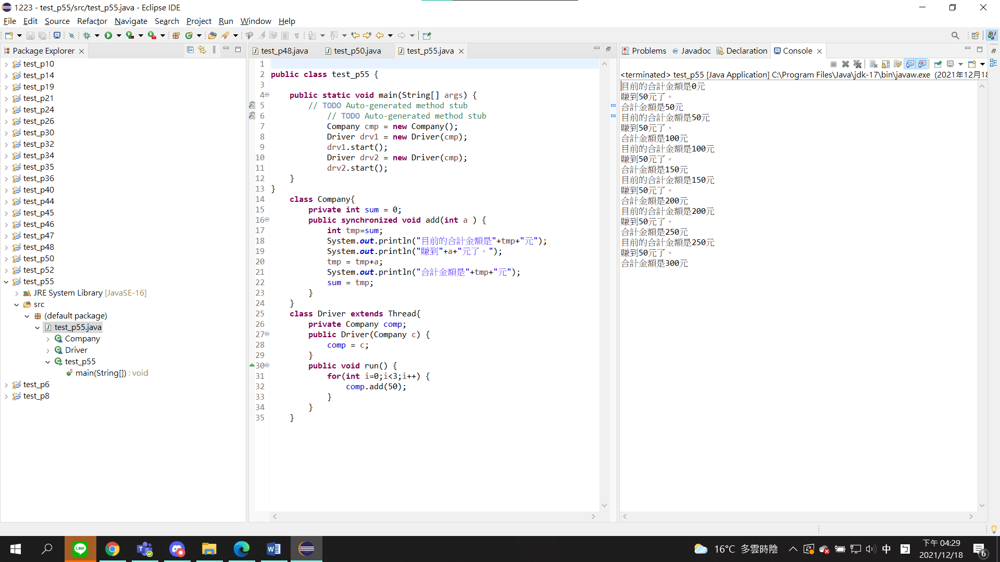 1223 - test_p55/src/test_p55.java - Eclipse IDE
File Edit Source Refactor Navigate Search Project Run Window Help
Package Explorer
test_p10
test_p14
test_p19
test_p21
test_p24
test_p26
test_p30
test_p32
test_p34
test_p35
test_p36
test_p40
test_p44
test_p45
test_p46
test_p47
test_p48
test_p50
test_p52
test_p55
JRE System Library [JavaSE-16]
src
(default package)
test_p55.java
Company
Driver
test_p55
main(String[]) : void
test_p6
test_p8
test_p48.java test_p50.java test_p55.java
1
2 public class test_p55 {
3
4 public static void main(String[] args) {
5 // TODO Auto-generated method stub
6 // TODO Auto-generated method stub
7 Company cmp = new Company();
8 Driver drv1 = new Driver(cmp);
9 drv1.start();
10 Driver drv2 = new Driver(cmp);
11 drv2.start();
12 }
13 }
14 class Company{
15 private int sum = 0;
16 public synchronized void add(int a ) {
17 int tmp=sum;
18 System.out.println("目前的合計金額是"+tmp+"元");
19 System.out.println("賺到"+a+"元了。");
20 tmp = tmp+a;
21 System.out.println("合計金額是"+tmp+"元");
22 sum = tmp;
23 }
24 }
25 class Driver extends Thread{
26 private Company comp;
27 public Driver(Company c) {
28 comp = c;
29 }
30 public void run() {
31 for(int i=0;i<3;i++) {
32 comp.add(50);
33 }
34 }
35 }
Problems @ Javadoc Declaration Console
<terminated> test_p55 [Java Application] C:\Program Files\Java\jdk-17\bin\javaw.exe (2021年12月18
目前的合計金額是0元
賺到50元了。
合計金額是50元
目前的合計金額是50元
賺到50元了。
合計金額是100元
目前的合計金額是100元
賺到50元了。
合計金額是150元
目前的合計金額是150元
賺到50元了。
合計金額是200元
目前的合計金額是200元
賺到50元了。
合計金額是250元
目前的合計金額是250元
賺到50元了。
合計金額是300元
LINE
16°C 多雲時陰
中
下午 04:29
2021/12/18
6